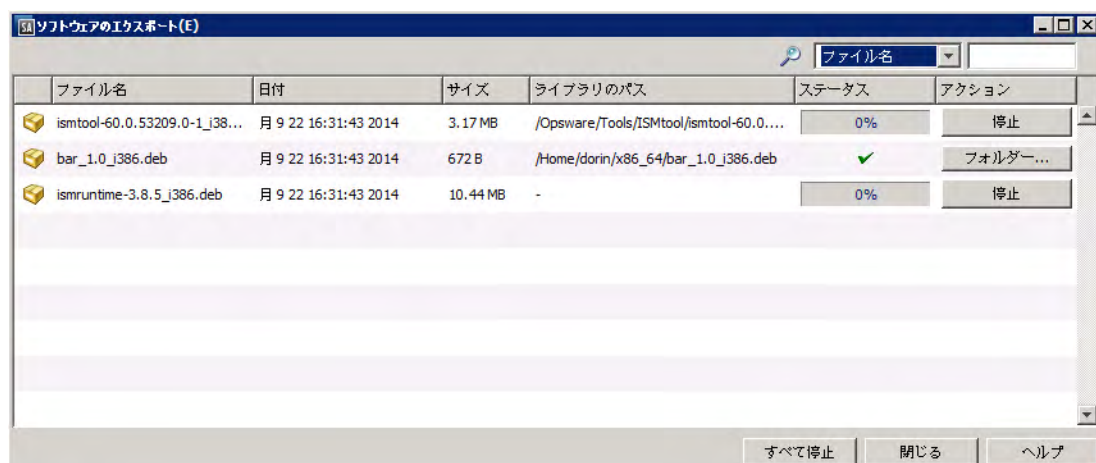 SA ソフトウェアのエクスポート(E)
ファイル名
ファイル名 日付 サイズ ライブラリのパス ステータス アクション
ismtool-60.0.53209.0-1_i38... 月 9 22 16:31:43 2014 3.17 MB /Opsware/Tools/ISMtool/ismtool-60.0.... 0% 停止
bar_1.0_i386.deb 月 9 22 16:31:43 2014 672 B /Home/dorin/x86_64/bar_1.0_i386.deb フォルダー...
ismruntime-3.8.5_i386.deb 月 9 22 16:31:43 2014 10.44 MB - 0% 停止
すべて停止 閉じる ヘルプ